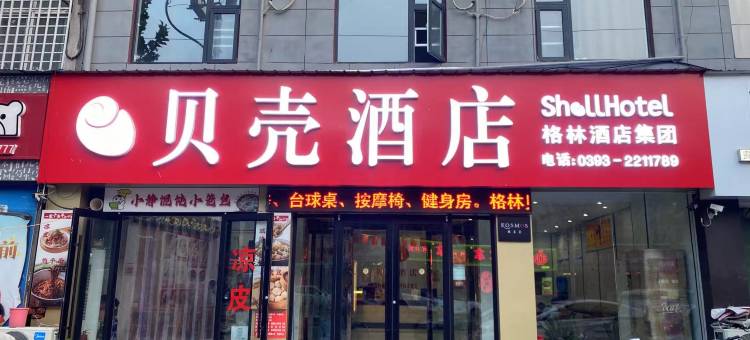 贝壳酒店
ShellHotel
格林酒店集团
电话:0393-2211789
、台球桌、按摩椅、健身房。格林!
KOSMOS
凉皮